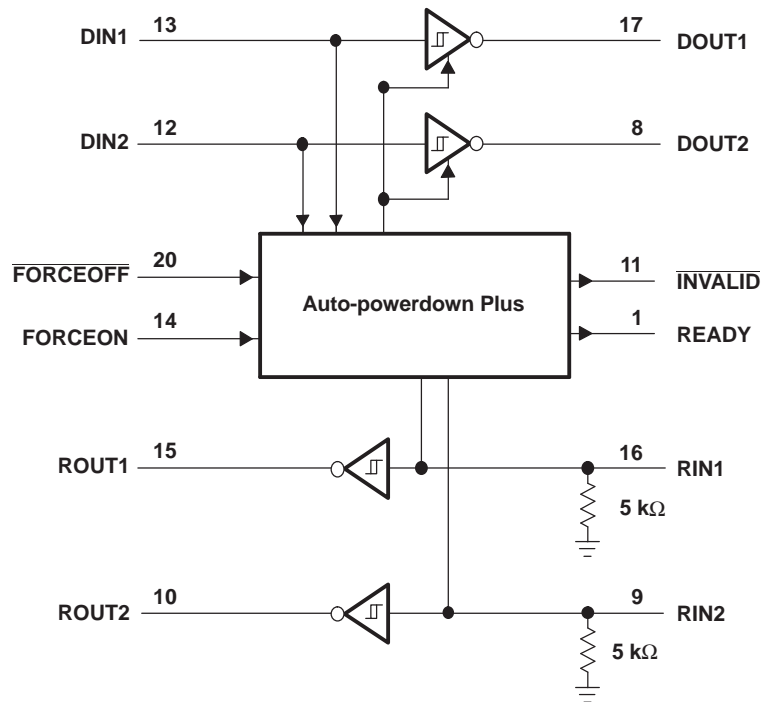 DIN1 13 17 DOUT1
DIN2 12 8 DOUT2
FORCEOFF 20 11 INVALID
Auto-powerdown Plus
FORCEON 14 1 READY
ROUT1 15 16 RIN1
5 kΩ
ROUT2 10 9 RIN2
5 kΩ